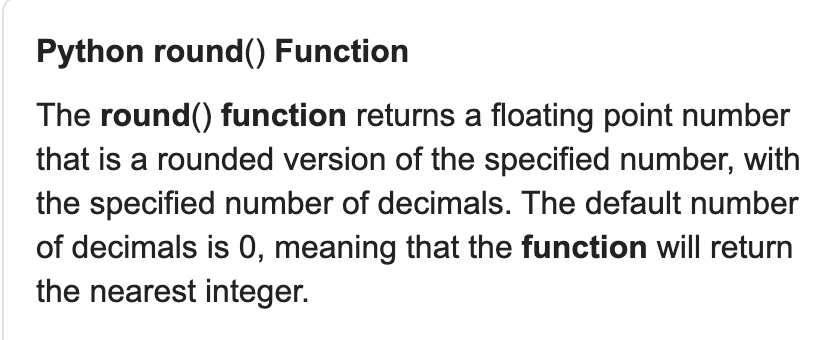 Python round() Function
The round() function returns a floating point number
that is a rounded version of the specified number, with
the specified number of decimals. The default number
of decimals is 0, meaning that the function will return
the nearest integer.